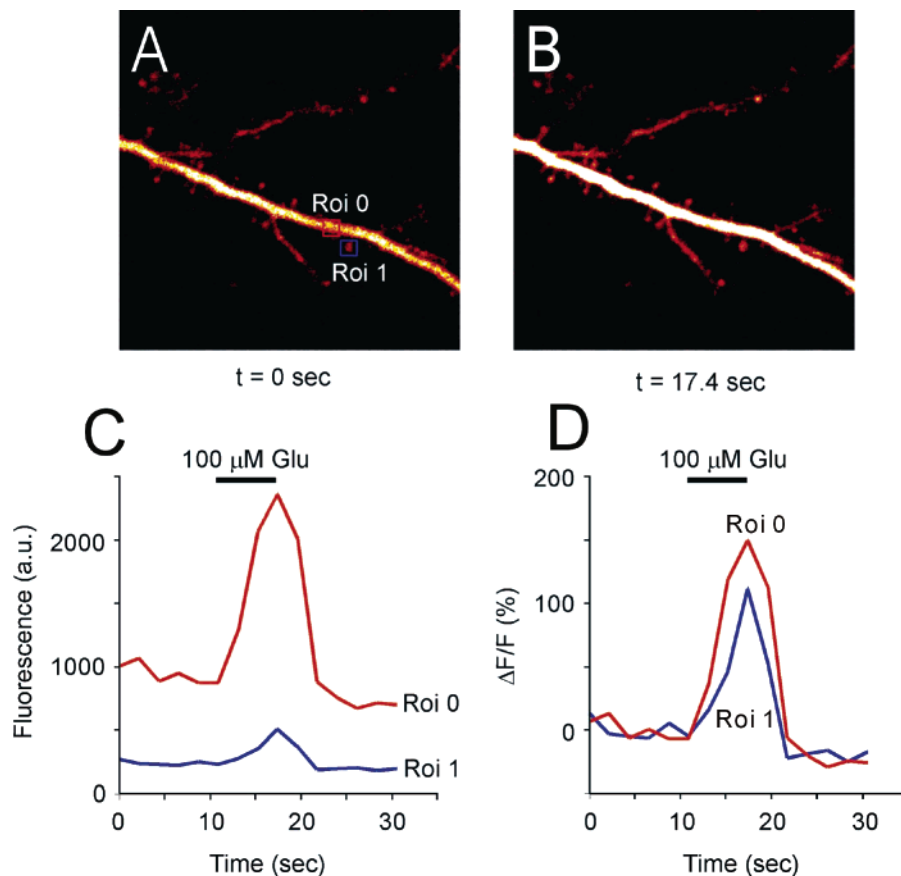 A
B
Roi 0
Roi 1
t = 0 sec
t = 17.4 sec
C
D
100 μM Glu
2000
1000
0
Fluorescence (a.u.)
Roi 0
Roi 1
0 10 20 30
Time (sec)
100 μM Glu
200
100
0
ΔF/F (%)
Roi 0
Roi 1
0 10 20 30
Time (sec)